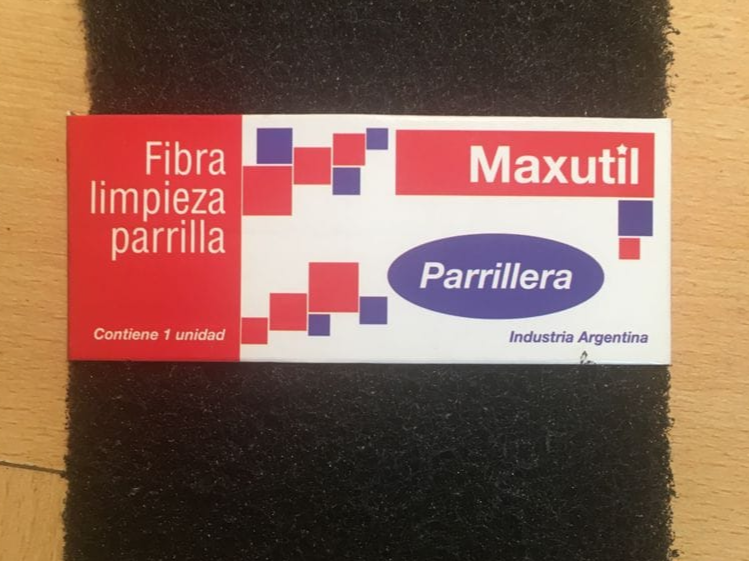 Fibra
limpieza
parrilla
Contiene 1 unidad
Maxutil
Parrillera
Industria Argentina